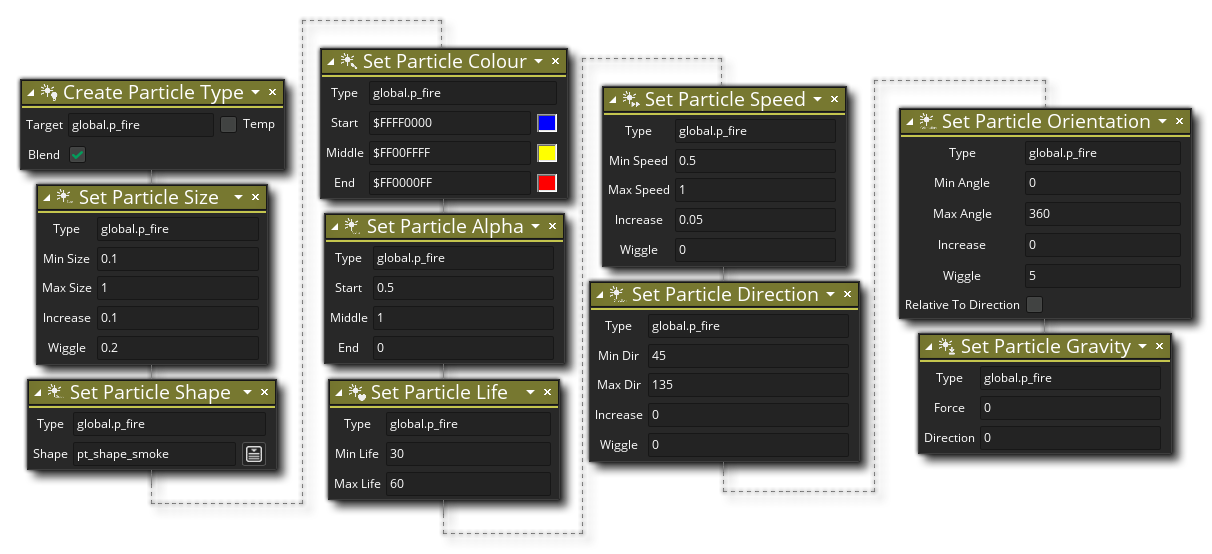 Create Particle Type
Target global.p_fire Temp
Blend
Set Particle Size
Type global.p_fire
Min Size 0.1
Max Size 1
Increase 0.1
Wiggle 0.2
Set Particle Shape
Type global.p_fire
Shape pt_shape_smoke
Set Particle Colour
Type global.p_fire
Start $FFFF0000
Middle $FF00FFFF
End $FF0000FF
Set Particle Alpha
Type global.p_fire
Start 0.5
Middle 1
End 0
Set Particle Life
Type global.p_fire
Min Life 30
Max Life 60
Set Particle Speed
Type global.p_fire
Min Speed 0.5
Max Speed 1
Increase 0.05
Wiggle 0
Set Particle Direction
Type global.p_fire
Min Dir 45
Max Dir 135
Increase 0
Wiggle 0
Set Particle Orientation
Type global.p_fire
Min Angle 0
Max Angle 360
Increase 0
Wiggle 5
Relative To Direction
Set Particle Gravity
Type global.p_fire
Force 0
Direction 0